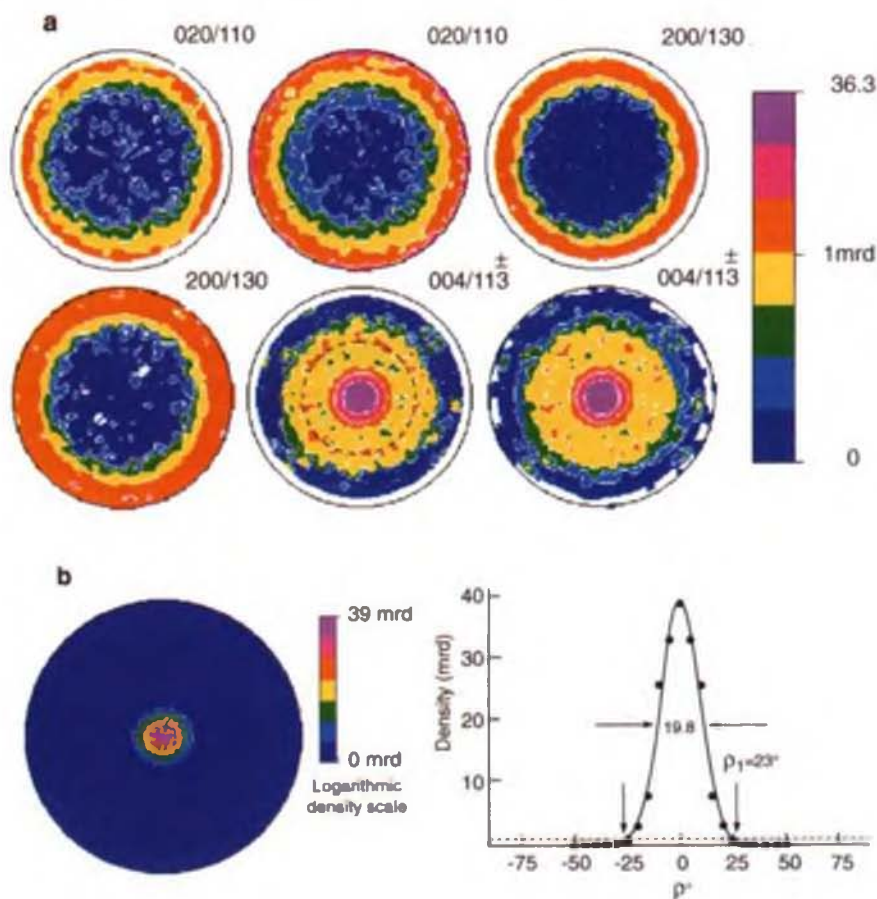 a
020/110
020/110
200/130
36.3
1mrd
0
200/130
004/113
±
004/113
±
b
39 mrd
0 mrd
Logarithmic
density scale
Density (mrd)
40
30
20
10
19.8
ρ₁=23°
-75
-50
-25
0
25
50
75
ρ°